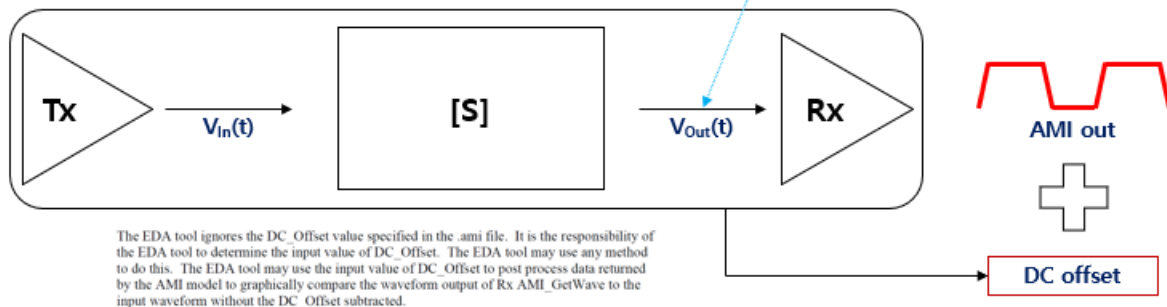 Tx
V_In(t)
[S]
V_Out(t)
Rx
AMI out
DC offset
The EDA tool ignores the DC_Offset value specified in the .ami file. It is the responsibility of
the EDA tool to determine the input value of DC_Offset. The EDA tool may use any method
to do this. The EDA tool may use the input value of DC_Offset to post process data returned
by the AMI model to graphically compare the waveform output of Rx AMI_GetWave to the
input waveform without the DC_Offset subtracted.